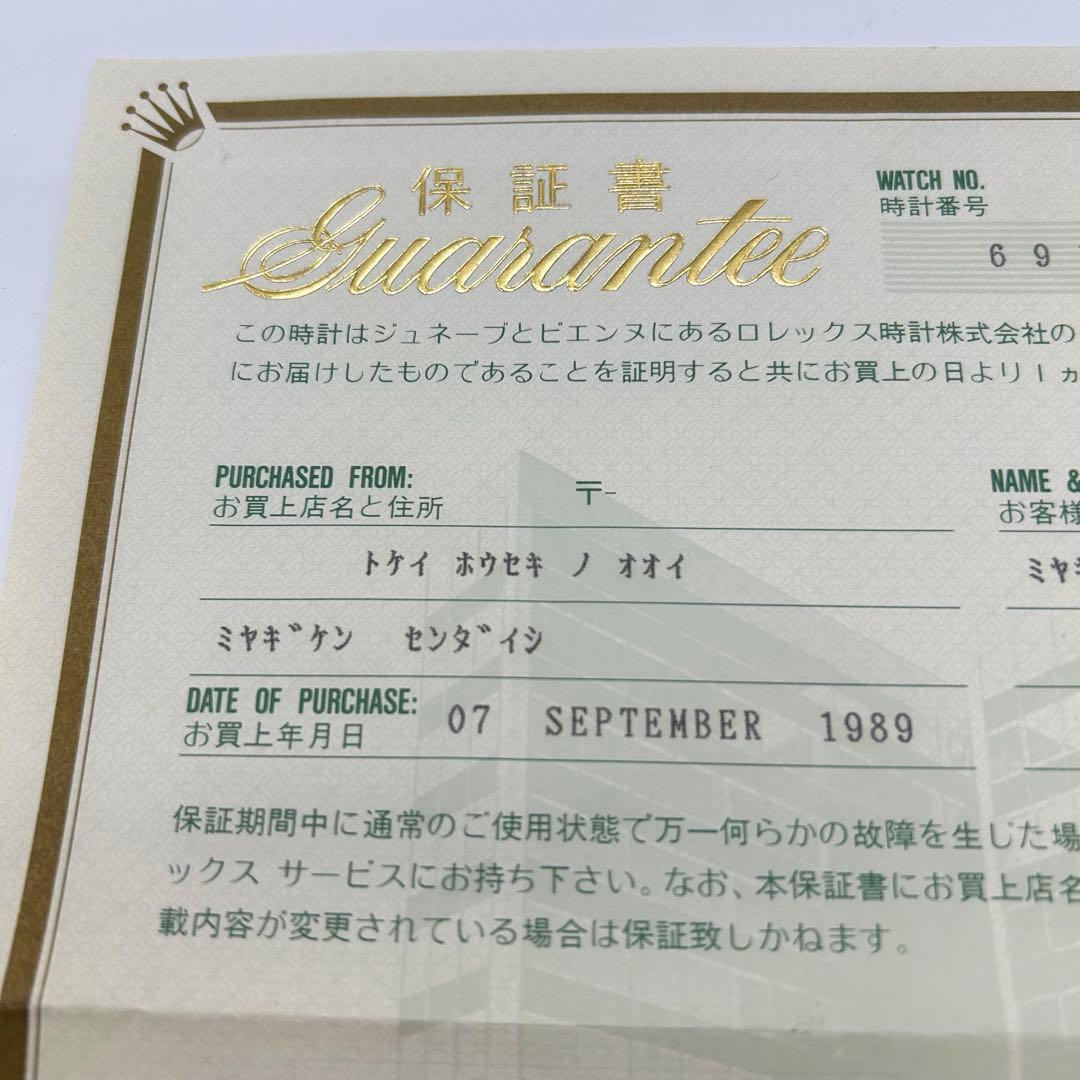 保証書
Guarantee
WATCH NO.
時計番号
6 9
この時計はジュネーブとビエンヌにあるロレックス時計株式会社の
にお届けしたものであることを証明すると共にお買上の日より1ヵ
PURCHASED FROM:
お買上店名と住所
〒-
NAME &
お客様
トケイ ホウセキ ノ オオイ
ミヤギ
ミヤギケン センダイシ
DATE OF PURCHASE:
お買上年月日
07 SEPTEMBER 1989
保証期間中に通常のご使用状態で万一何らかの故障を生じた場
ックス サービスにお持ち下さい。なお、本保証書にお買上店名
載内容が変更されている場合は保証致しかねます。